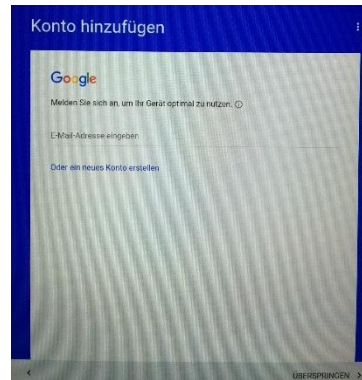 Konto hinzufügen
Google
Melden Sie sich an, um Ihr Gerät optimal zu nutzen.
E-Mail-Adresse eingeben
Oder ein neues Konto erstellen
ÜBERSPRINGEN